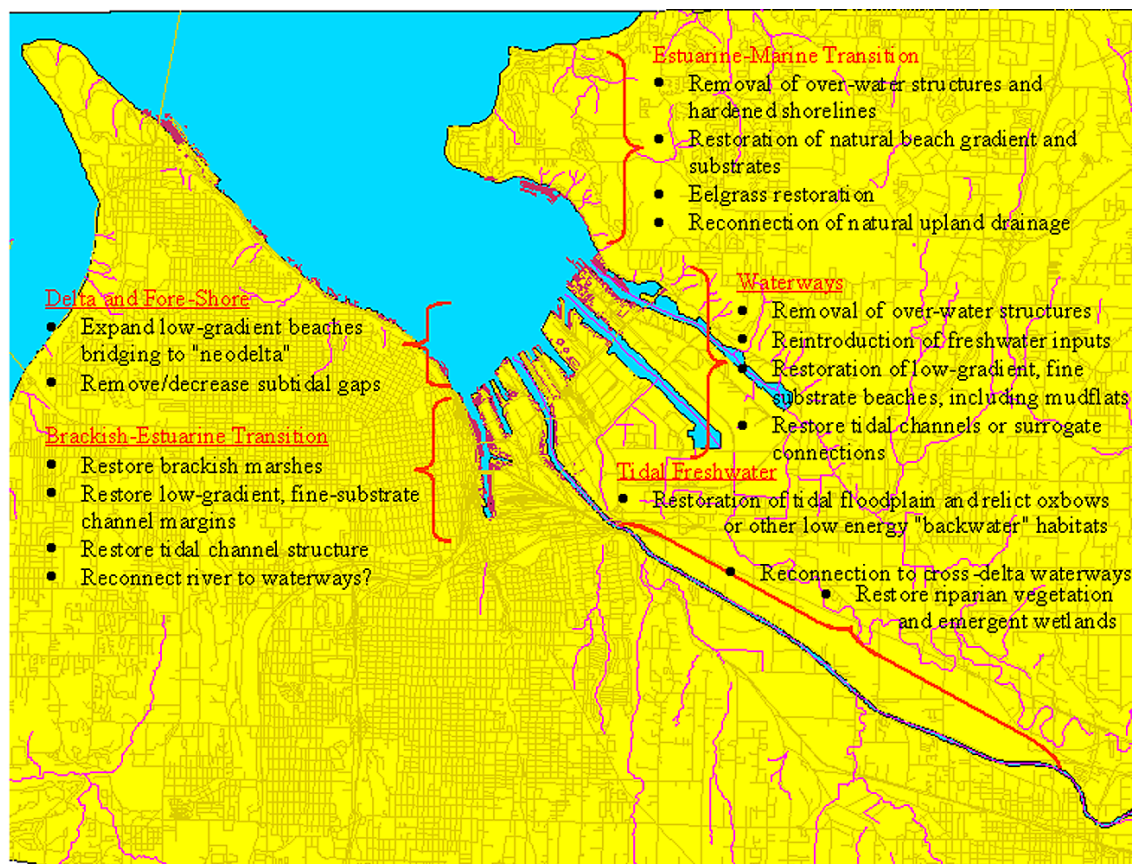 Estuarine-Marine Transition
• Removal of over-water structures and
hardened shorelines
• Restoration of natural beach gradient and
substrates
• Eelgrass restoration
• Reconnection of natural upland drainage
Delta and Fore-Shore
• Expand low-gradient beaches
bridging to "neodelta"
• Remove/decrease subtidal gaps
Brackish-Estuarine Transition
• Restore brackish marshes
• Restore low-gradient, fine-substrate
channel margins
• Restore tidal channel structure
• Reconnect river to waterways?
Waterways
• Removal of over-water structures
• Reintroduction of freshwater inputs
• Restoration of low-gradient, fine
substrate beaches, including mudflats
• Restore tidal channels or surrogate
connections
Tidal Freshwater
• Restoration of tidal floodplain and relict oxbows
or other low energy "backwater" habitats
• Reconnection to cross-delta waterways
• Restore riparian vegetation
and emergent wetlands